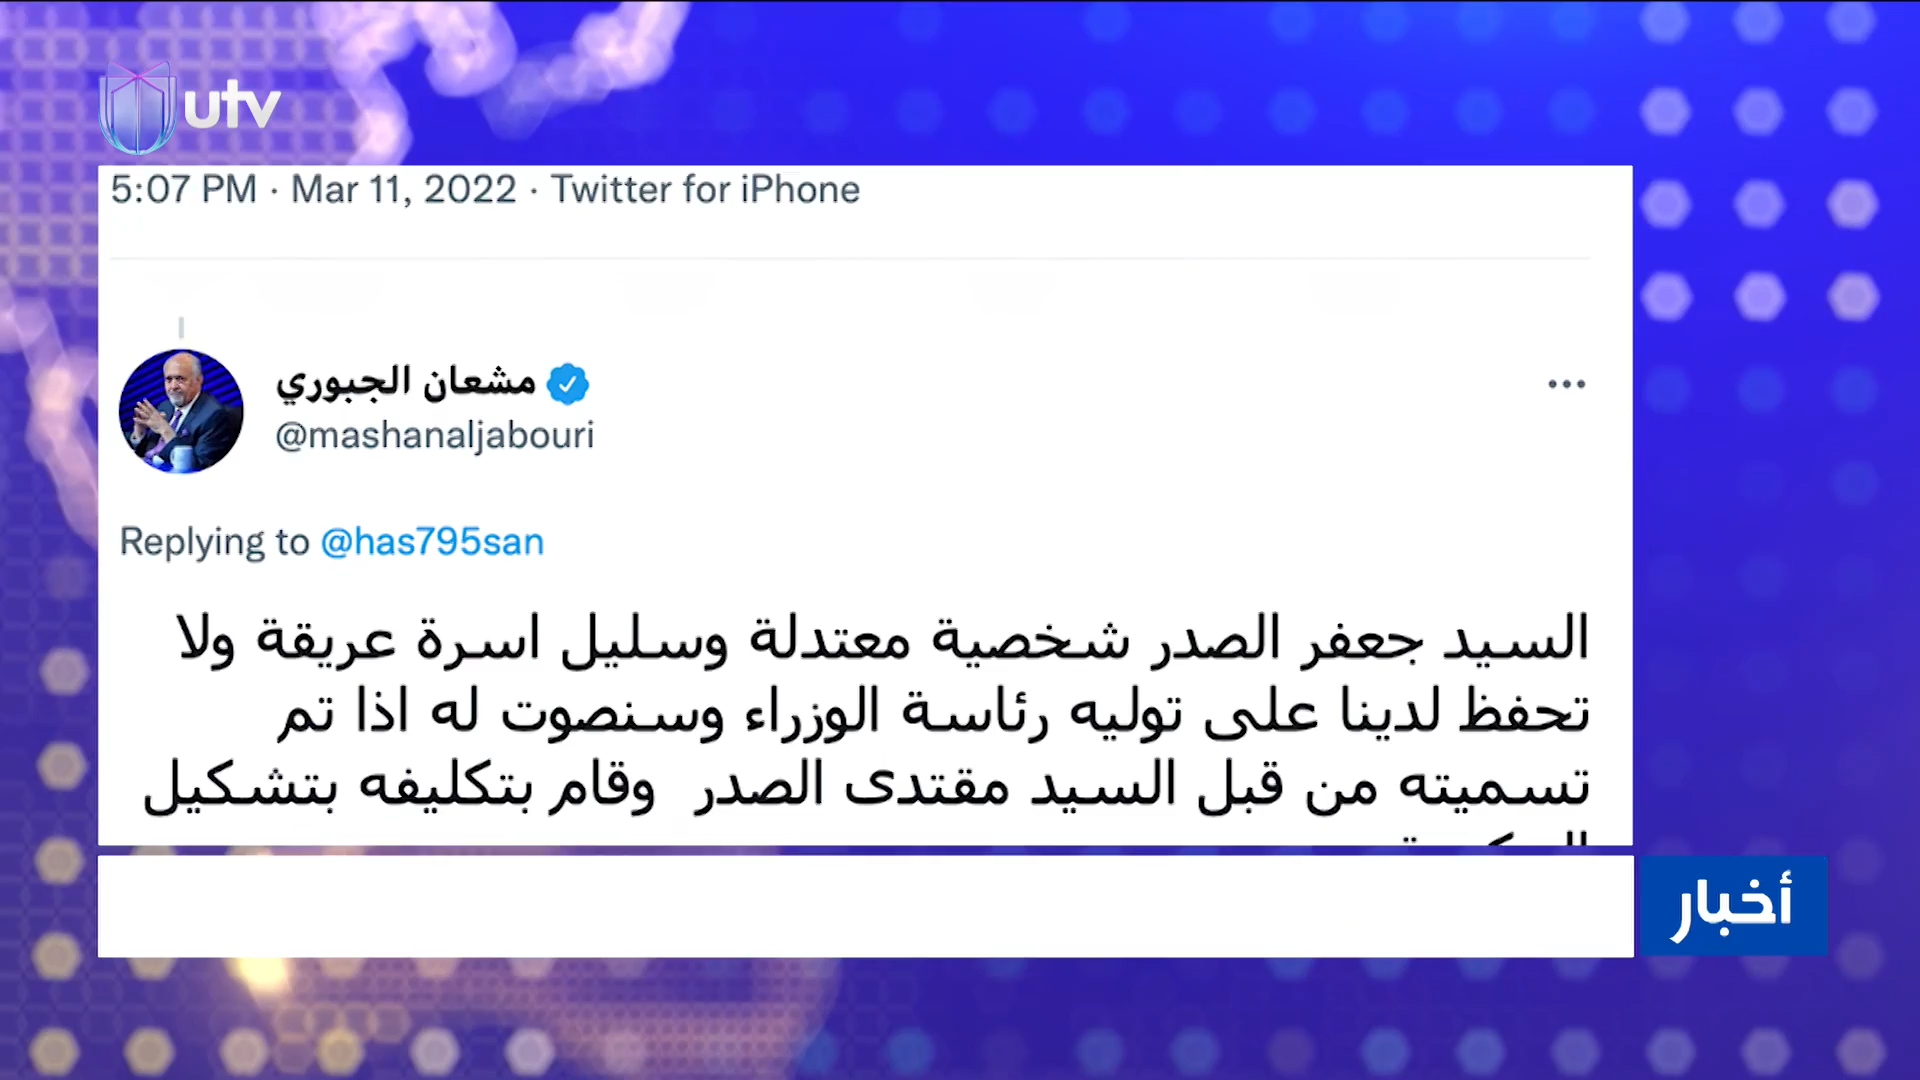 utv
5:07 PM · Mar 11, 2022 · Twitter for iPhone
مشعان الجبوري
@mashanaljabouri
Replying to @has795san
السيد جعفر الصدر شخصية معتدلة وسليل اسرة عريقة ولا
تحفظ لدينا على توليه رئاسة الوزراء وسنصوت له اذا تم
تسميته من قبل السيد مقتدى الصدر وقام بتكليفه بتشكيل
أخبار